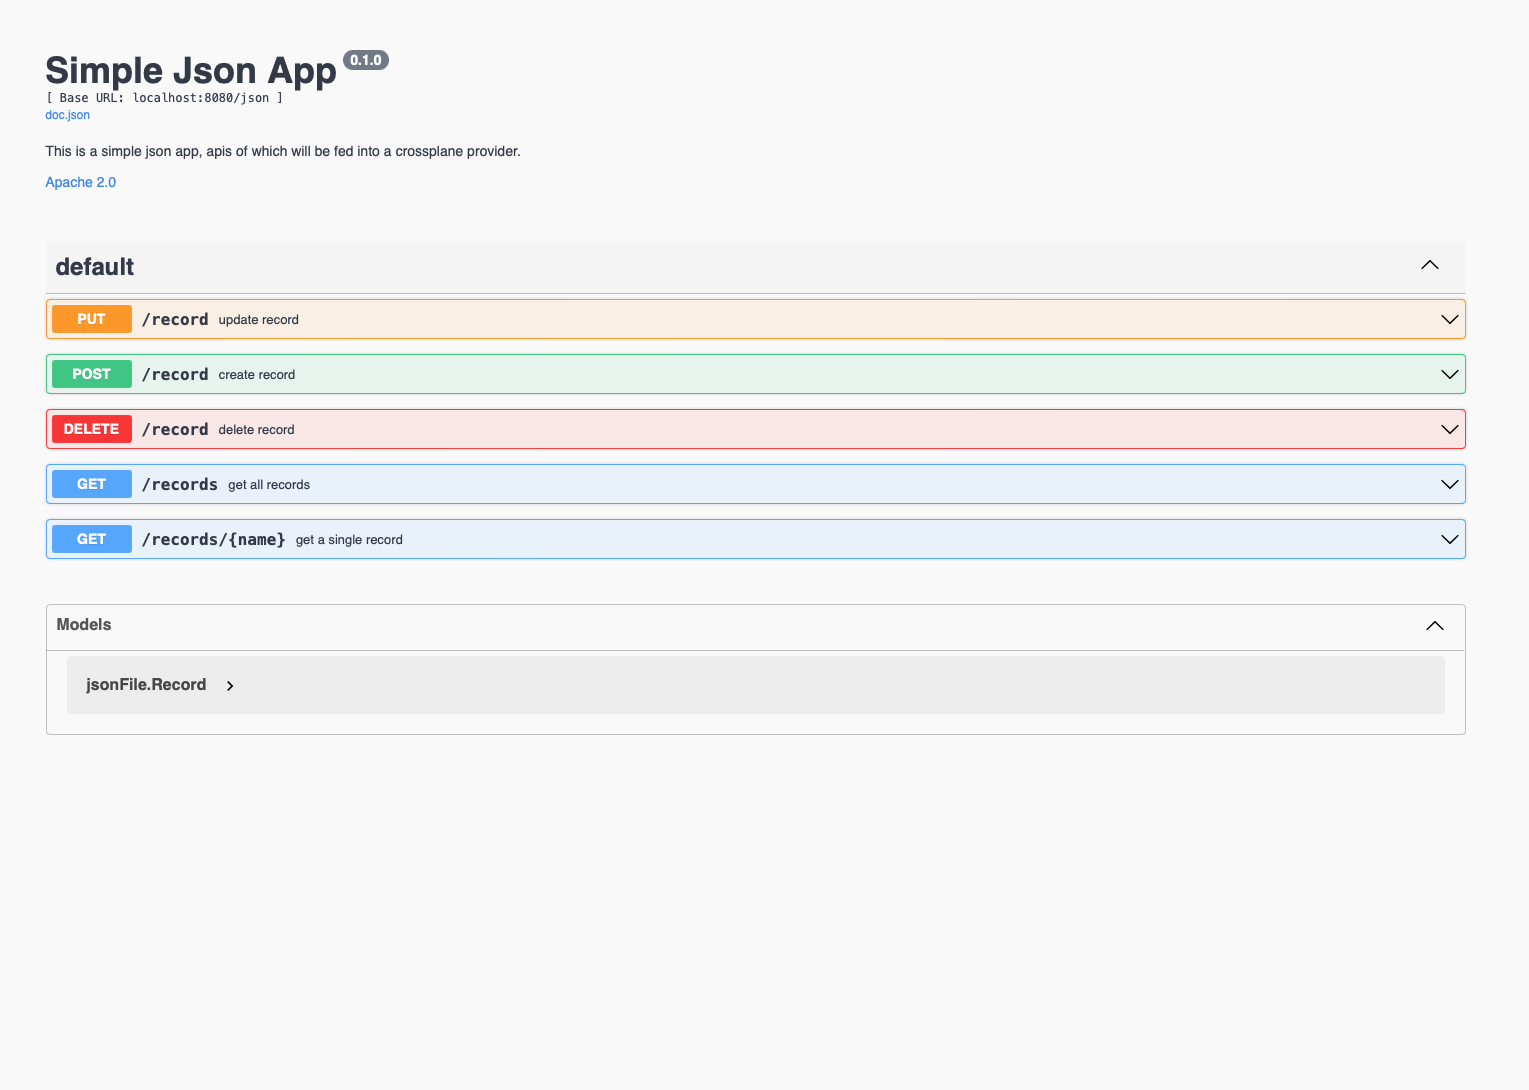 Simple Json App 0.1.0
[ Base URL: localhost:8080/json ]
doc.json
This is a simple json app, apis of which will be fed into a crossplane provider.
Apache 2.0
default
PUT /record update record
POST /record create record
DELETE /record delete record
GET /records get all records
GET /records/{name} get a single record
Models
jsonFile.Record